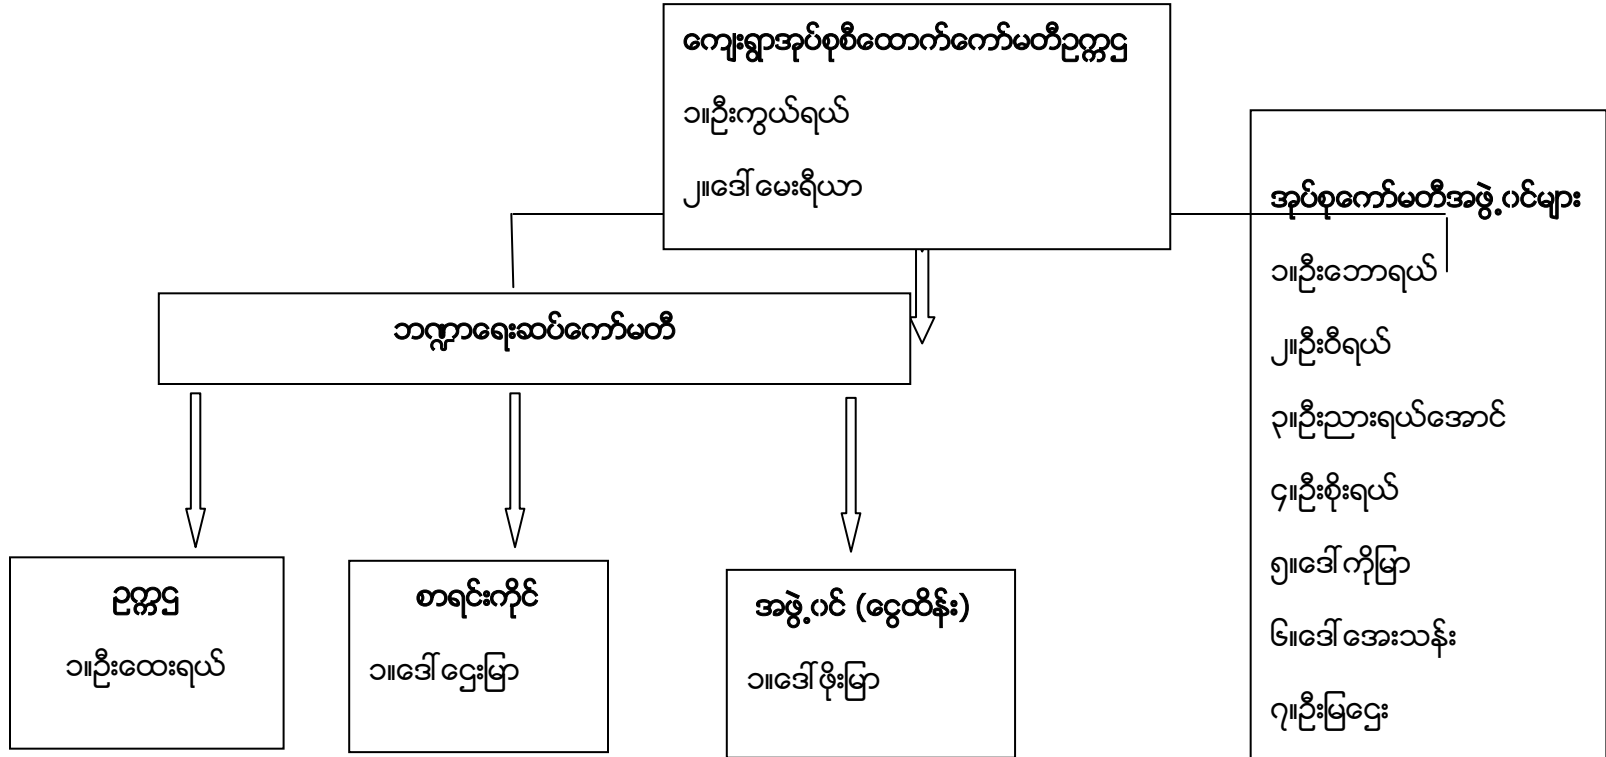 ကျေးရွာအုပ်စုစီထောက်ကော်မတီဥက္ကဌ
၁။ဦးကွယ်ရယ်
၂။ဒေါ်မေးရီယာ
အုပ်စုကော်မတီအဖွဲ့ဝင်များ
၁။ဦးဘောရယ်
၂။ဦးဝီရယ်
၃။ဦးညားရယ်အောင်
၄။ဦးစိုးရယ်
၅။ဒေါ်ကိုမြာ
၆။ဒေါ်အေးသန်း
၇။ဦးမြဌေး
ဘဏ္ဍာရေးဆပ်ကော်မတီ
ဥက္ကဌ
၁။ဦးထေးရယ်
စာရင်းကိုင်
၁။ဒေါ်ဌေးမြာ
အဖွဲ့ဝင် (ငွေထိန်း)
၁။ဒေါ်ဖိုးမြာ